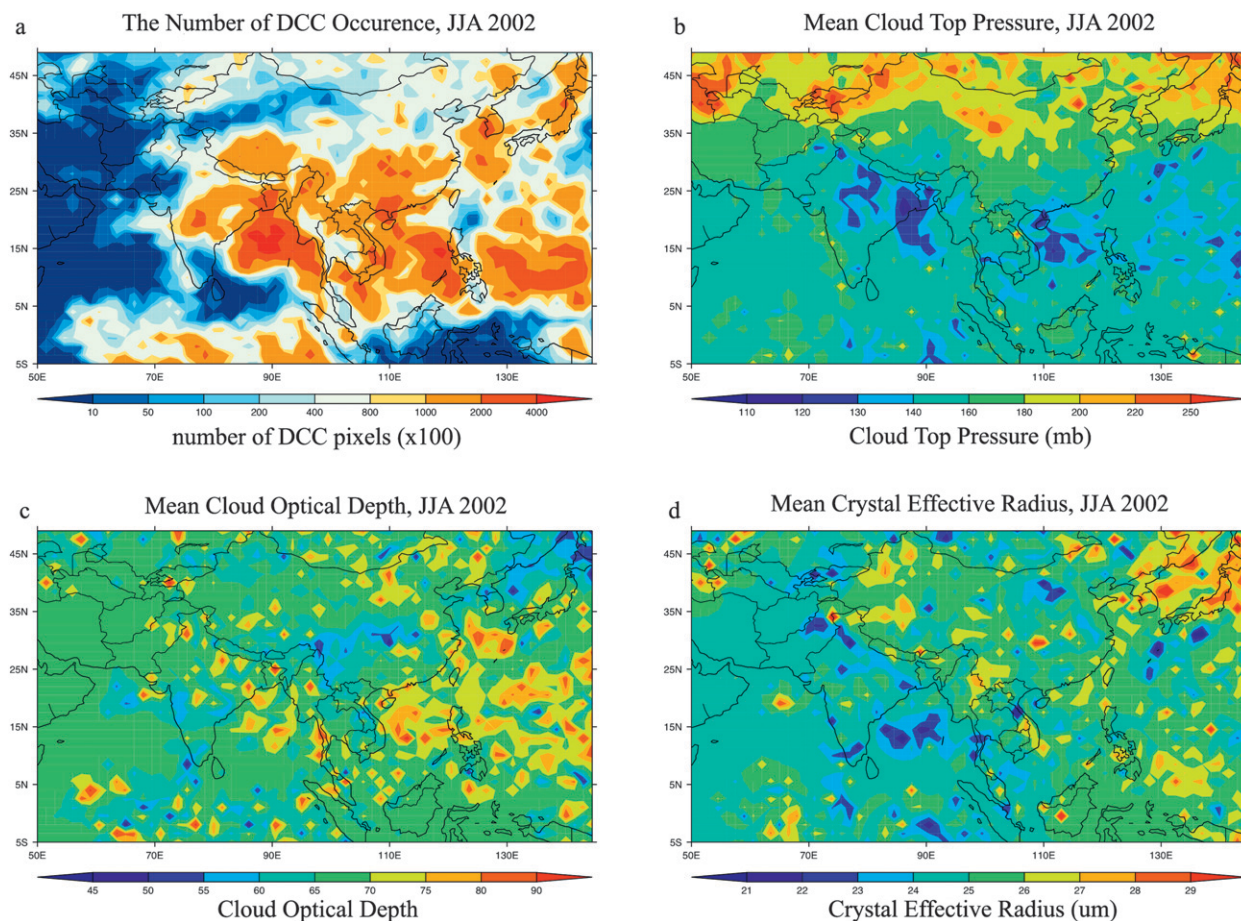 a The Number of DCC Occurence, JJA 2002
45N
35N
25N
15N
5N
5S
50E 70E 90E 110E 130E
10 50 100 200 400 800 1000 2000 4000
number of DCC pixels (x100)
b Mean Cloud Top Pressure, JJA 2002
45N
35N
25N
15N
5N
5S
50E 70E 90E 110E 130E
110 120 130 140 160 180 200 220 250
Cloud Top Pressure (mb)
c Mean Cloud Optical Depth, JJA 2002
45N
35N
25N
15N
5N
5S
50E 70E 90E 110E 130E
45 50 55 60 65 70 75 80 90
Cloud Optical Depth
d Mean Crystal Effective Radius, JJA 2002
45N
35N
25N
15N
5N
5S
50E 70E 90E 110E 130E
21 22 23 24 25 26 27 28 29
Crystal Effective Radius (um)